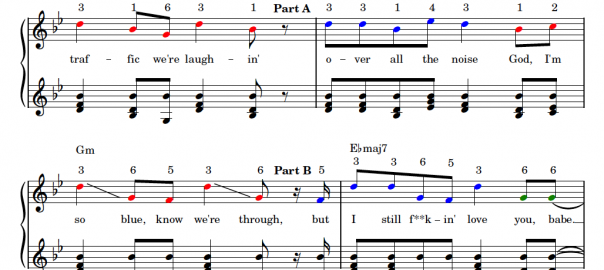 3 1 6 3 1 Part A 3 3 1 4 3 1 2
traf - fic we're laugh - in' o - ver all the noise God, I'm
Gm E♭maj7
3 6 5 3 6 Part B 5 3 3 6 5 3 6 6
so blue, know we're through, but I still f**k - in' love you, babe